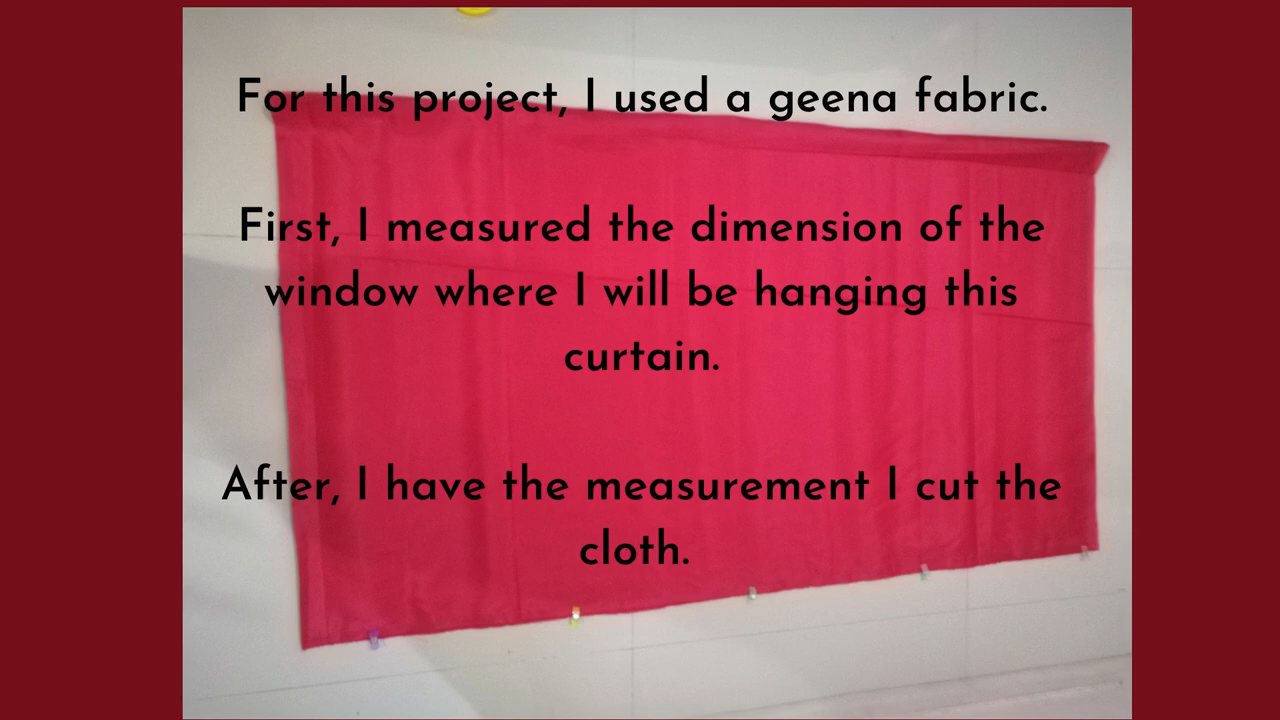 For this project, I used a geena fabric.
First, I measured the dimension of the
window where I will be hanging this
curtain.
After, I have the measurement I cut the
cloth.